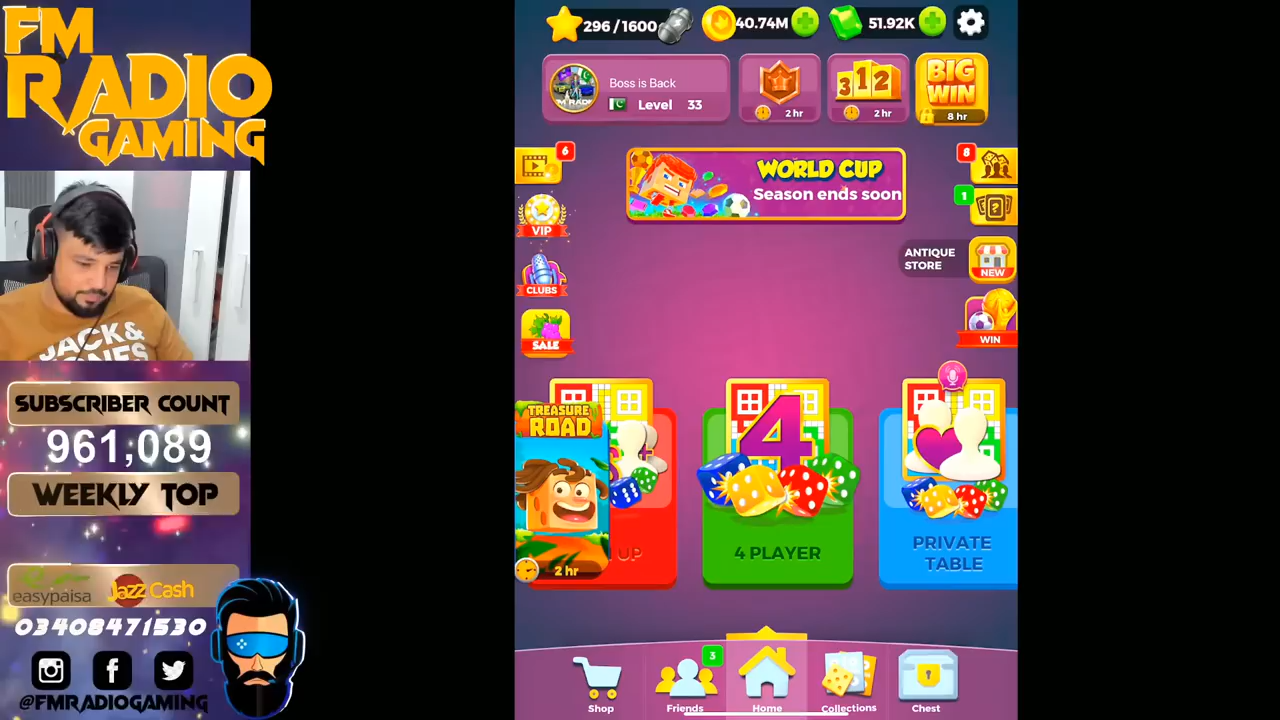 FM
RADIO
GAMING
JACK &
JONES
SUBSCRIBER COUNT
961,089
WEEKLY TOP
easypaisa
JazzCash
03408471530
@FMRADIOGAMING
296 / 1600
40.74M
51.92K
Boss is Back
Level 33
2 hr
312
2 hr
BIG
WIN
8 hr
6
VIP
CLUBS
SALE
WORLD CUP
Season ends soon
8
1
ANTIQUE
STORE
NEW
WIN
TREASURE
ROAD
2 hr
UP
4
4 PLAYER
PRIVATE
TABLE
Shop
3
Friends
Home
Collections
Chest